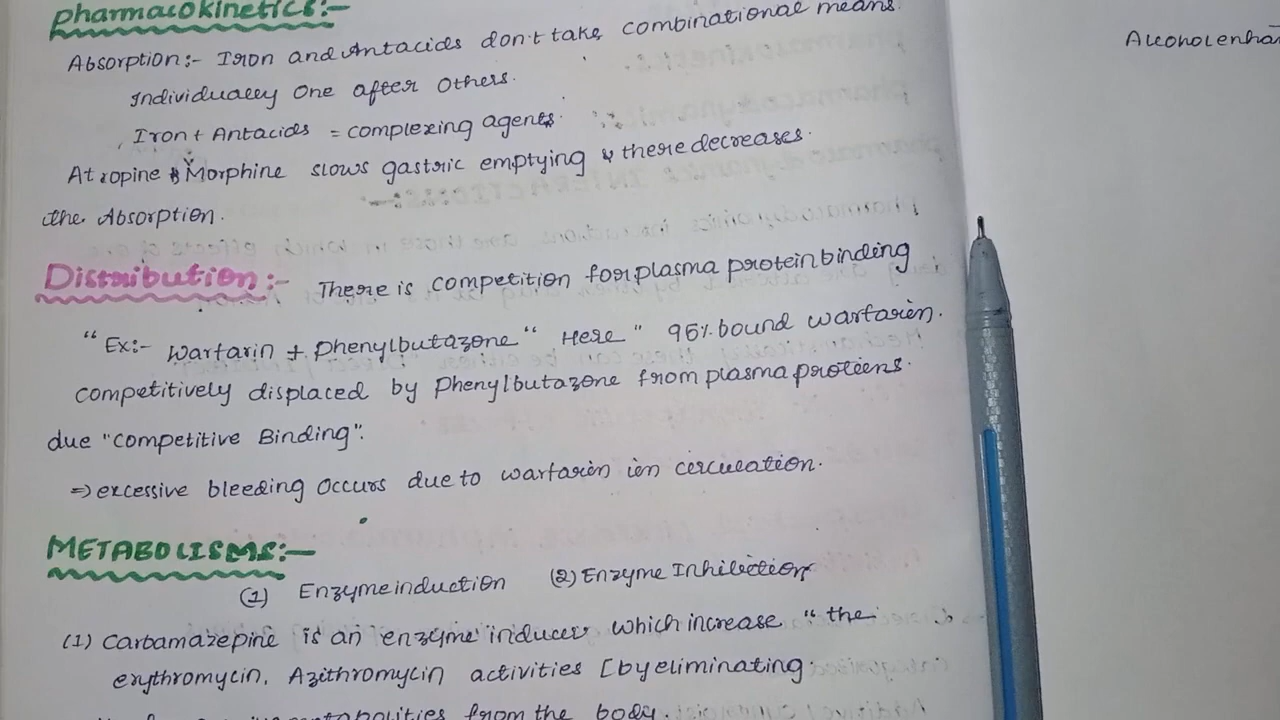 pharmacokinetics:-
Absorption:- Iron and Antacids don't take combinational means
Individually One after Others.
Iron + Antacids = complexing agents.
Atropine & Morphine slows gastric emptying & there decreases
the Absorption.
Distribution:- There is competition for plasma protein binding
"Ex:- Warfarin + Phenylbutazone" Here" 95% bound warfarin.
competitively displaced by Phenylbutazone from plasma proteins.
due "Competitive Binding".
⇒ excessive bleeding occurs due to warfarin in circulation.
METABOLISMS:-
(1) Enzyme induction (2) Enzyme Inhibition
(1) Carbamazepine is an 'enzyme' inducer which increase "the
erythromycin, Azithromycin activities [by eliminating
from the body.